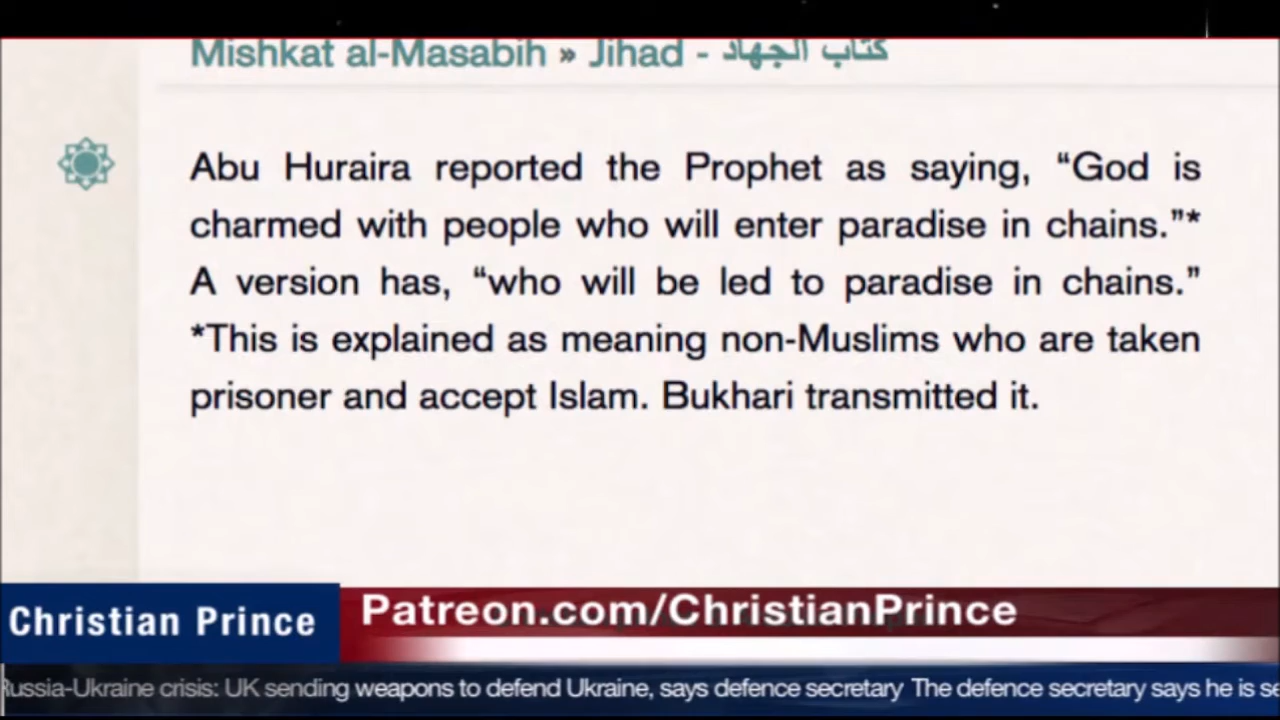 Mishkat al-Masabih » Jihad - كتاب الجهاد
Abu Huraira reported the Prophet as saying, “God is
charmed with people who will enter paradise in chains.”*
A version has, “who will be led to paradise in chains.”
*This is explained as meaning non-Muslims who are taken
prisoner and accept Islam. Bukhari transmitted it.
Christian Prince
Patreon.com/ChristianPrince
Russia-Ukraine crisis: UK sending weapons to defend Ukraine, says defence secretary The defence secretary says he is se